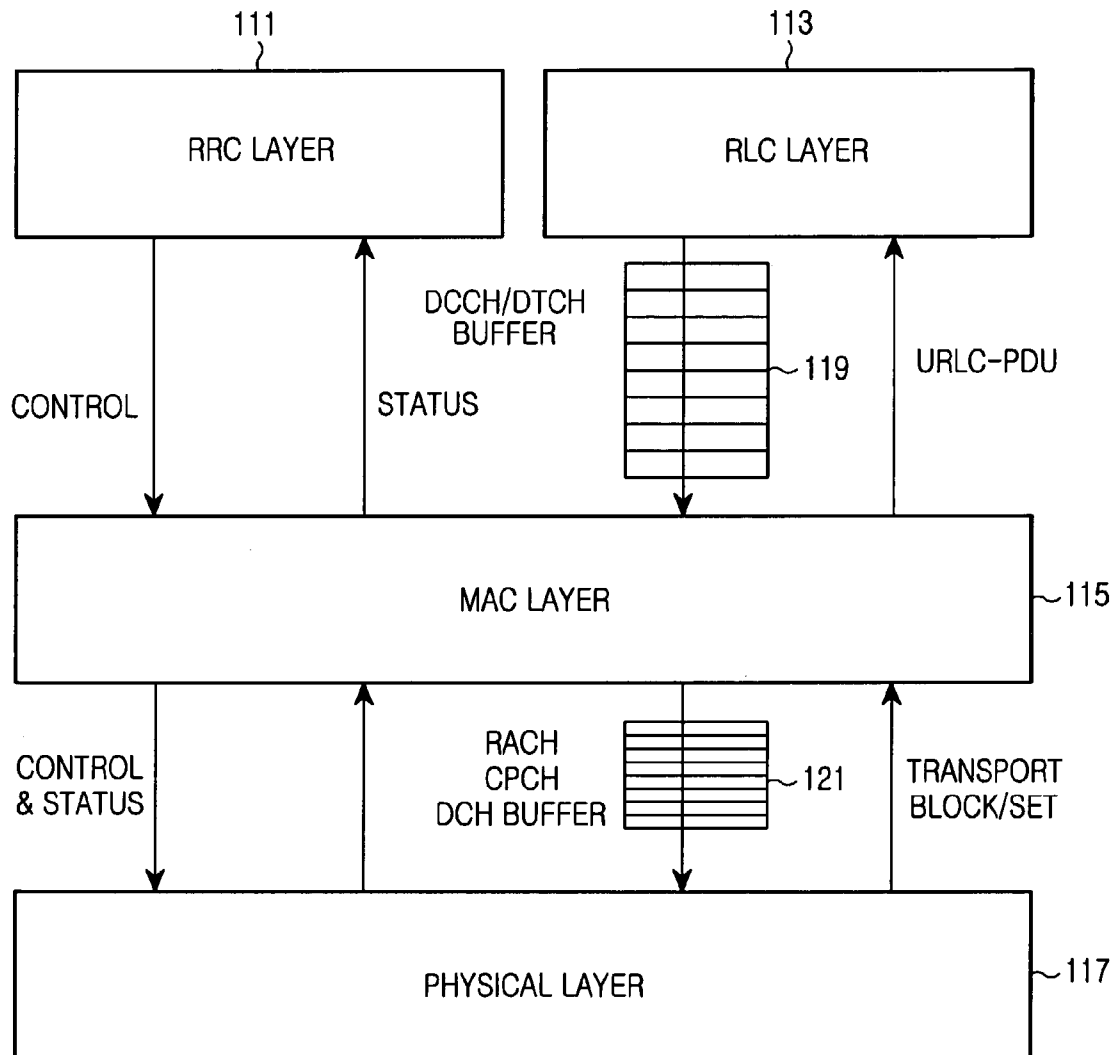 111
113
RRC LAYER
RLC LAYER
DCCH/DTCH
BUFFER
119
URLC-PDU
CONTROL
STATUS
MAC LAYER
115
CONTROL
& STATUS
RACH
CPCH
DCH BUFFER
121
TRANSPORT
BLOCK/SET
PHYSICAL LAYER
117